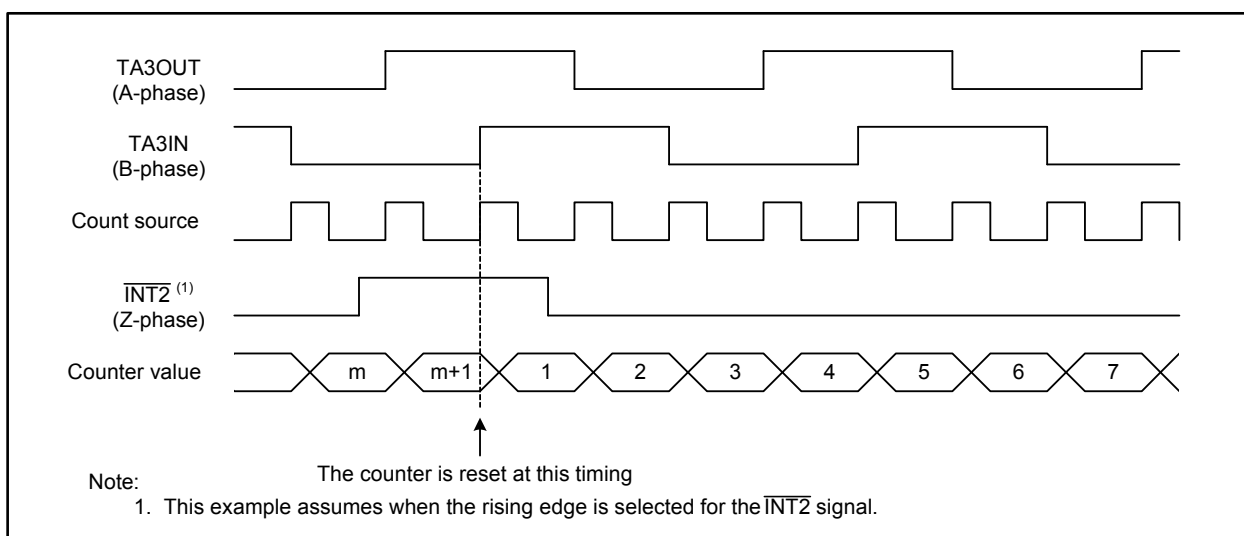 TA3OUT
(A-phase)
TA3IN
(B-phase)
Count source
INT2 (1)
(Z-phase)
Counter value
m
m+1
1
2
3
4
5
6
7
The counter is reset at this timing
Note:
1. This example assumes when the rising edge is selected for the INT2 signal.